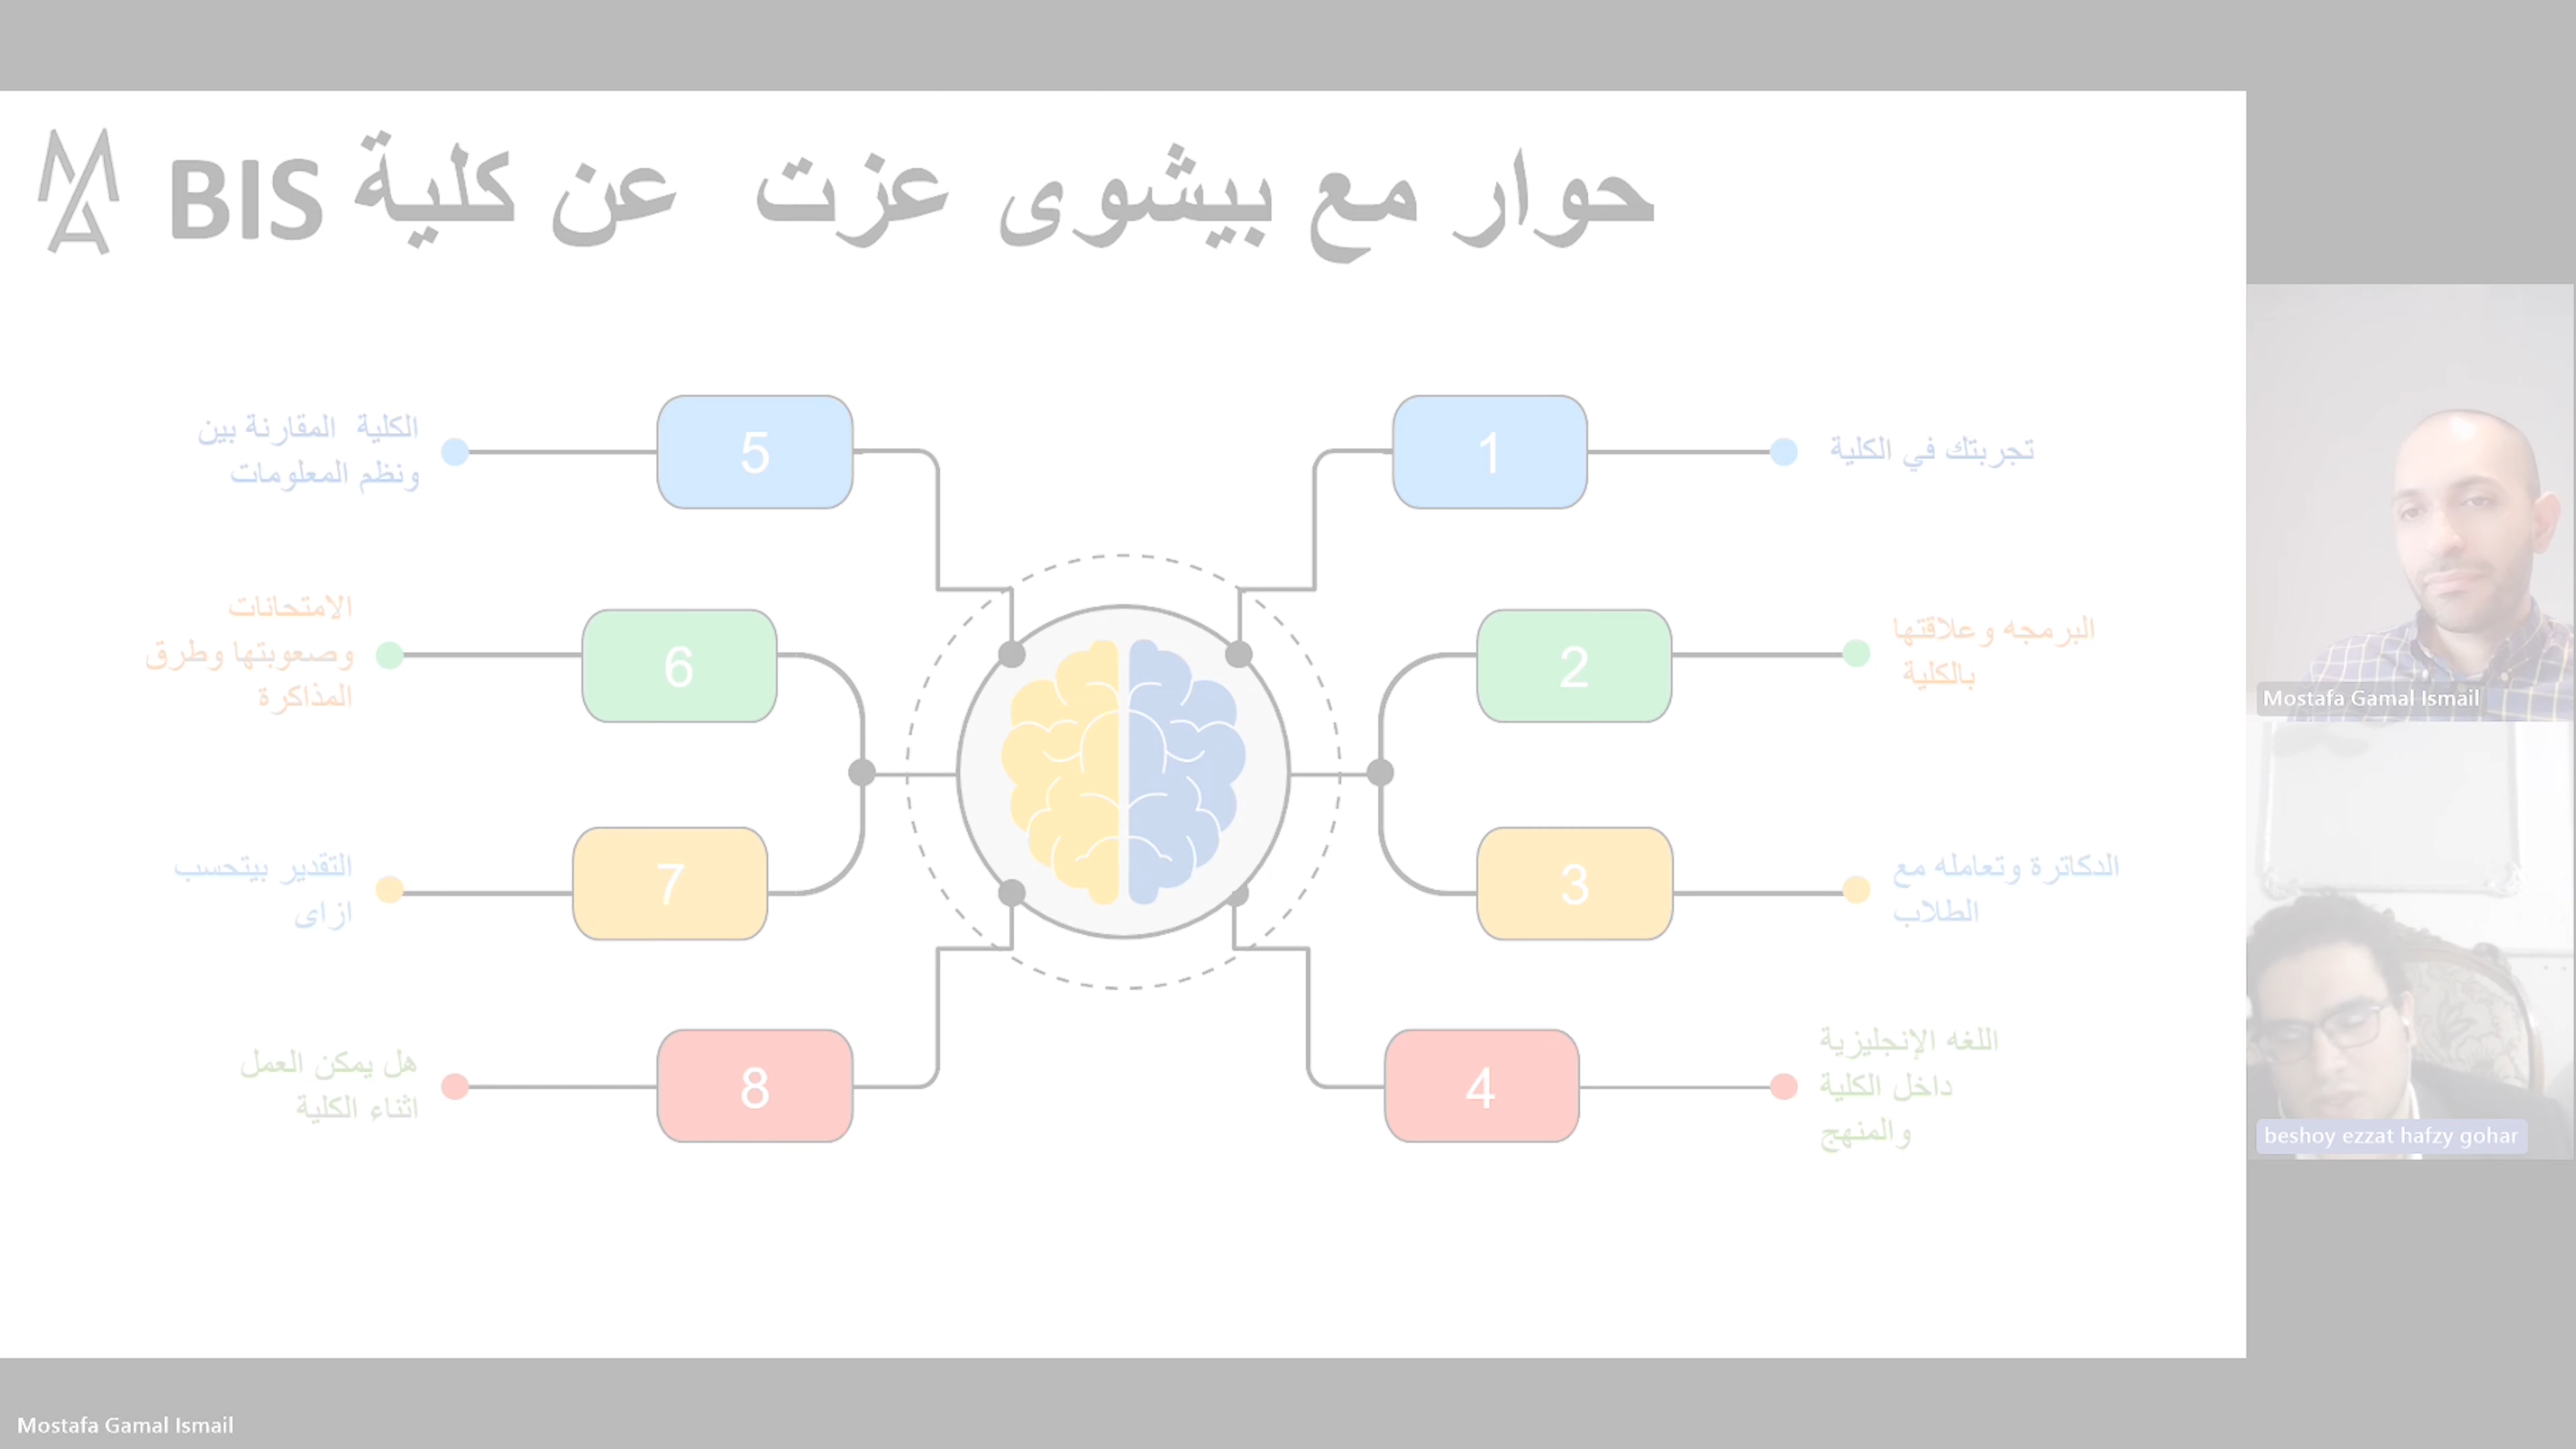 حوار مع بيشوى عزت عن كلية BIS
1
تجربتك في الكلية
2
البرمجه وعلاقتها
بالكلية
3
الدكاترة وتعامله مع
الطلاب
4
اللغه الإنجليزية
داخل الكلية
والمنهج
5
الكلية المقارنة بين
ونظم المعلومات
6
الامتحانات
وصعوبتها وطرق
المذاكرة
7
التقدير بيتحسب
ازاى
8
هل يمكن العمل
اثناء الكلية
Mostafa Gamal Ismail
beshoy ezzat hafzy gohar
Mostafa Gamal Ismail